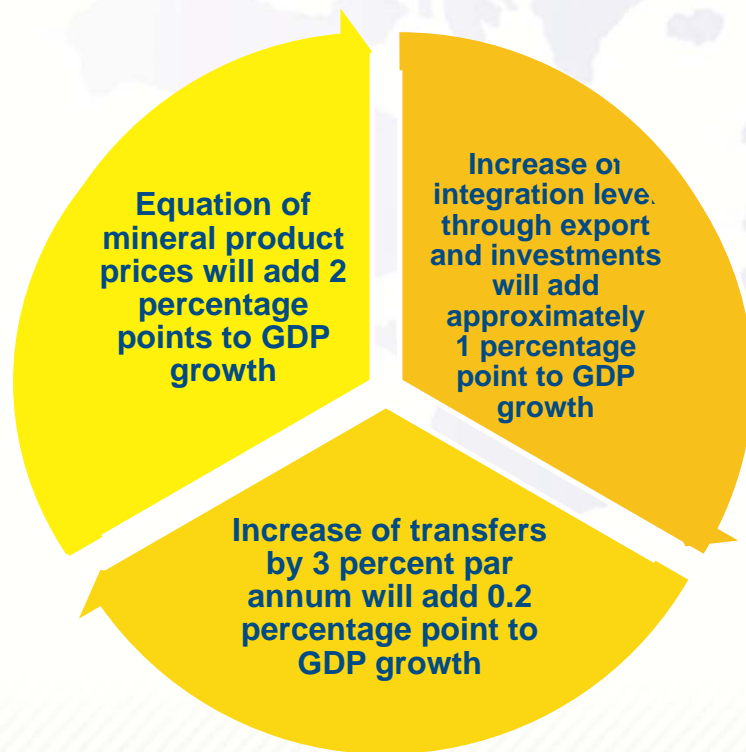 Equation of
mineral product
prices will add 2
percentage
points to GDP
growth
Increase of
integration level
through export
and investments
will add
approximately
1 percentage
point to GDP
growth
Increase of transfers
by 3 percent par
annum will add 0.2
percentage point to
GDP growth